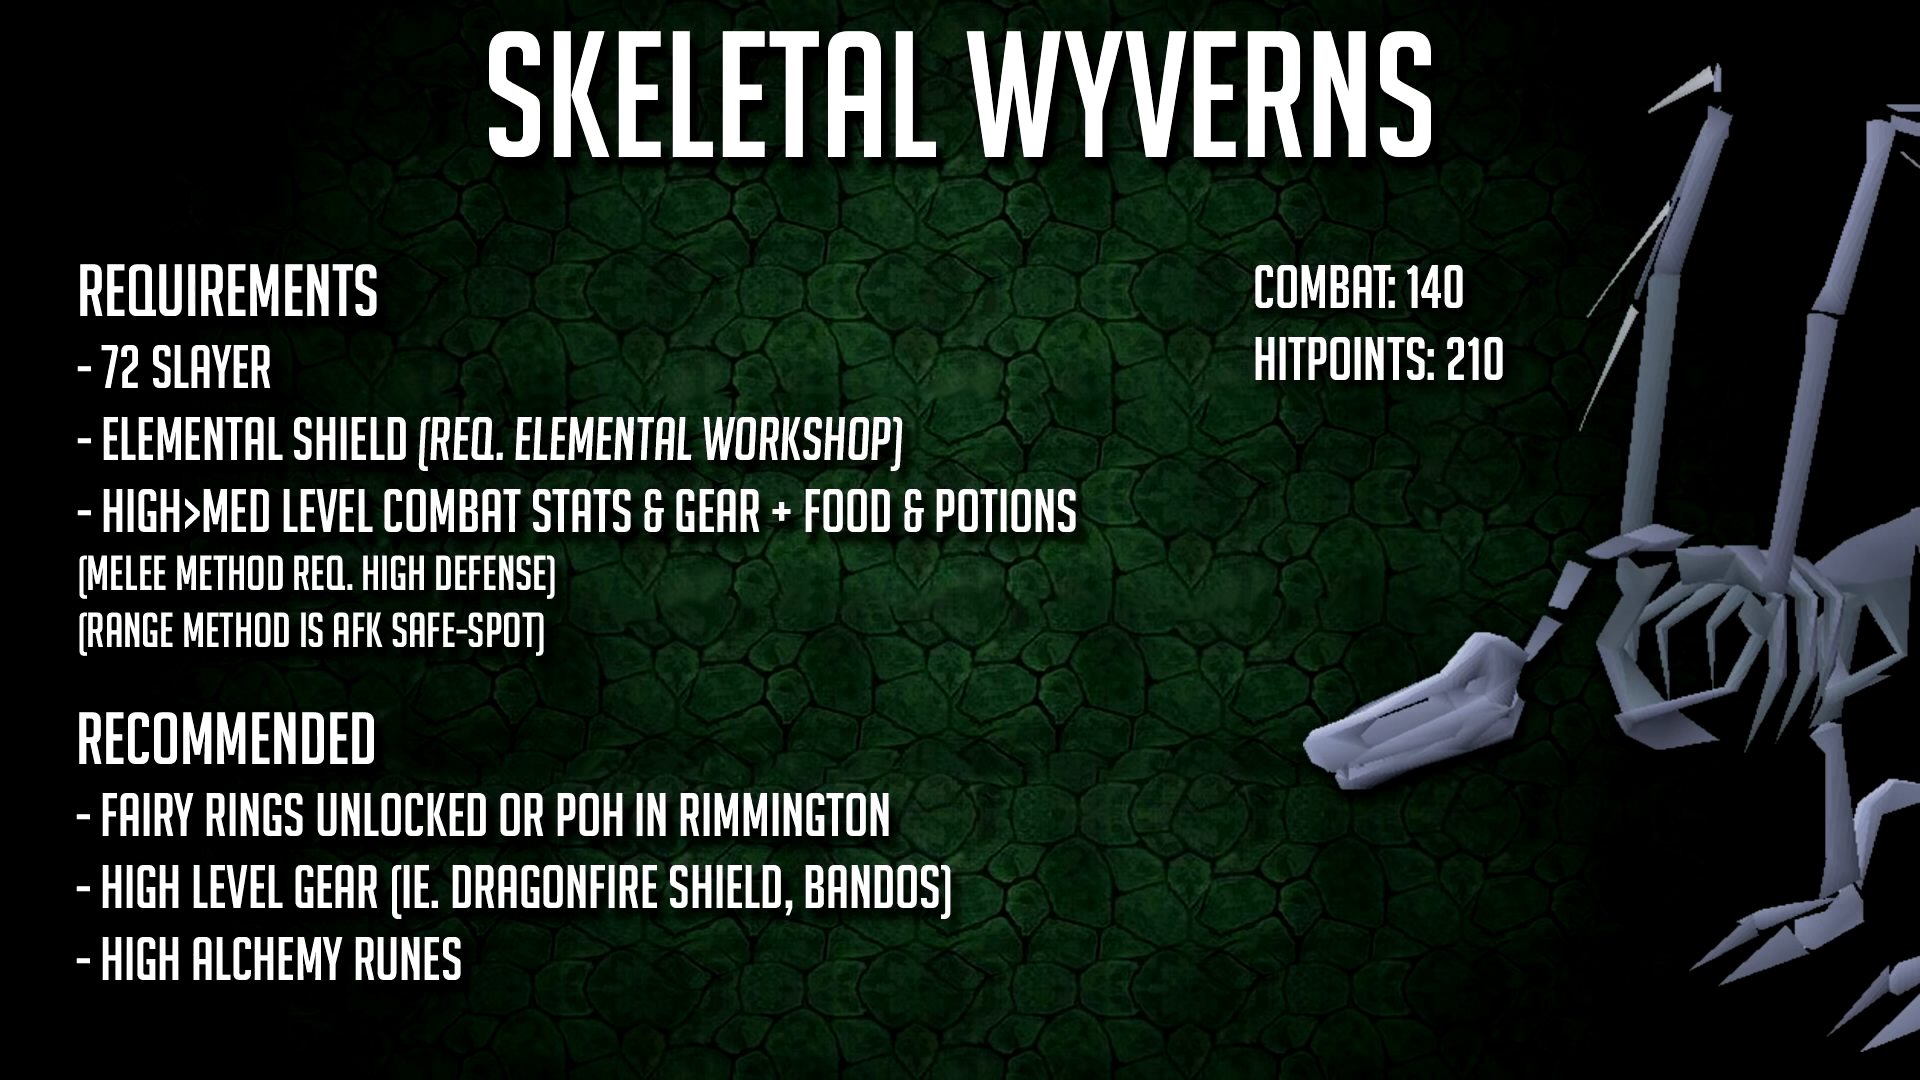 SKELETAL WYVERNS
REQUIREMENTS
- 72 SLAYER
- ELEMENTAL SHIELD (REQ. ELEMENTAL WORKSHOP)
- HIGH>MED LEVEL COMBAT STATS & GEAR + FOOD & POTIONS
(MELEE METHOD REQ. HIGH DEFENSE)
(RANGE METHOD IS AFK SAFE-SPOT)
RECOMMENDED
- FAIRY RINGS UNLOCKED OR POH IN RIMMINGTON
- HIGH LEVEL GEAR (IE. DRAGONFIRE SHIELD, BANDOS)
- HIGH ALCHEMY RUNES
COMBAT: 140
HITPOINTS: 210